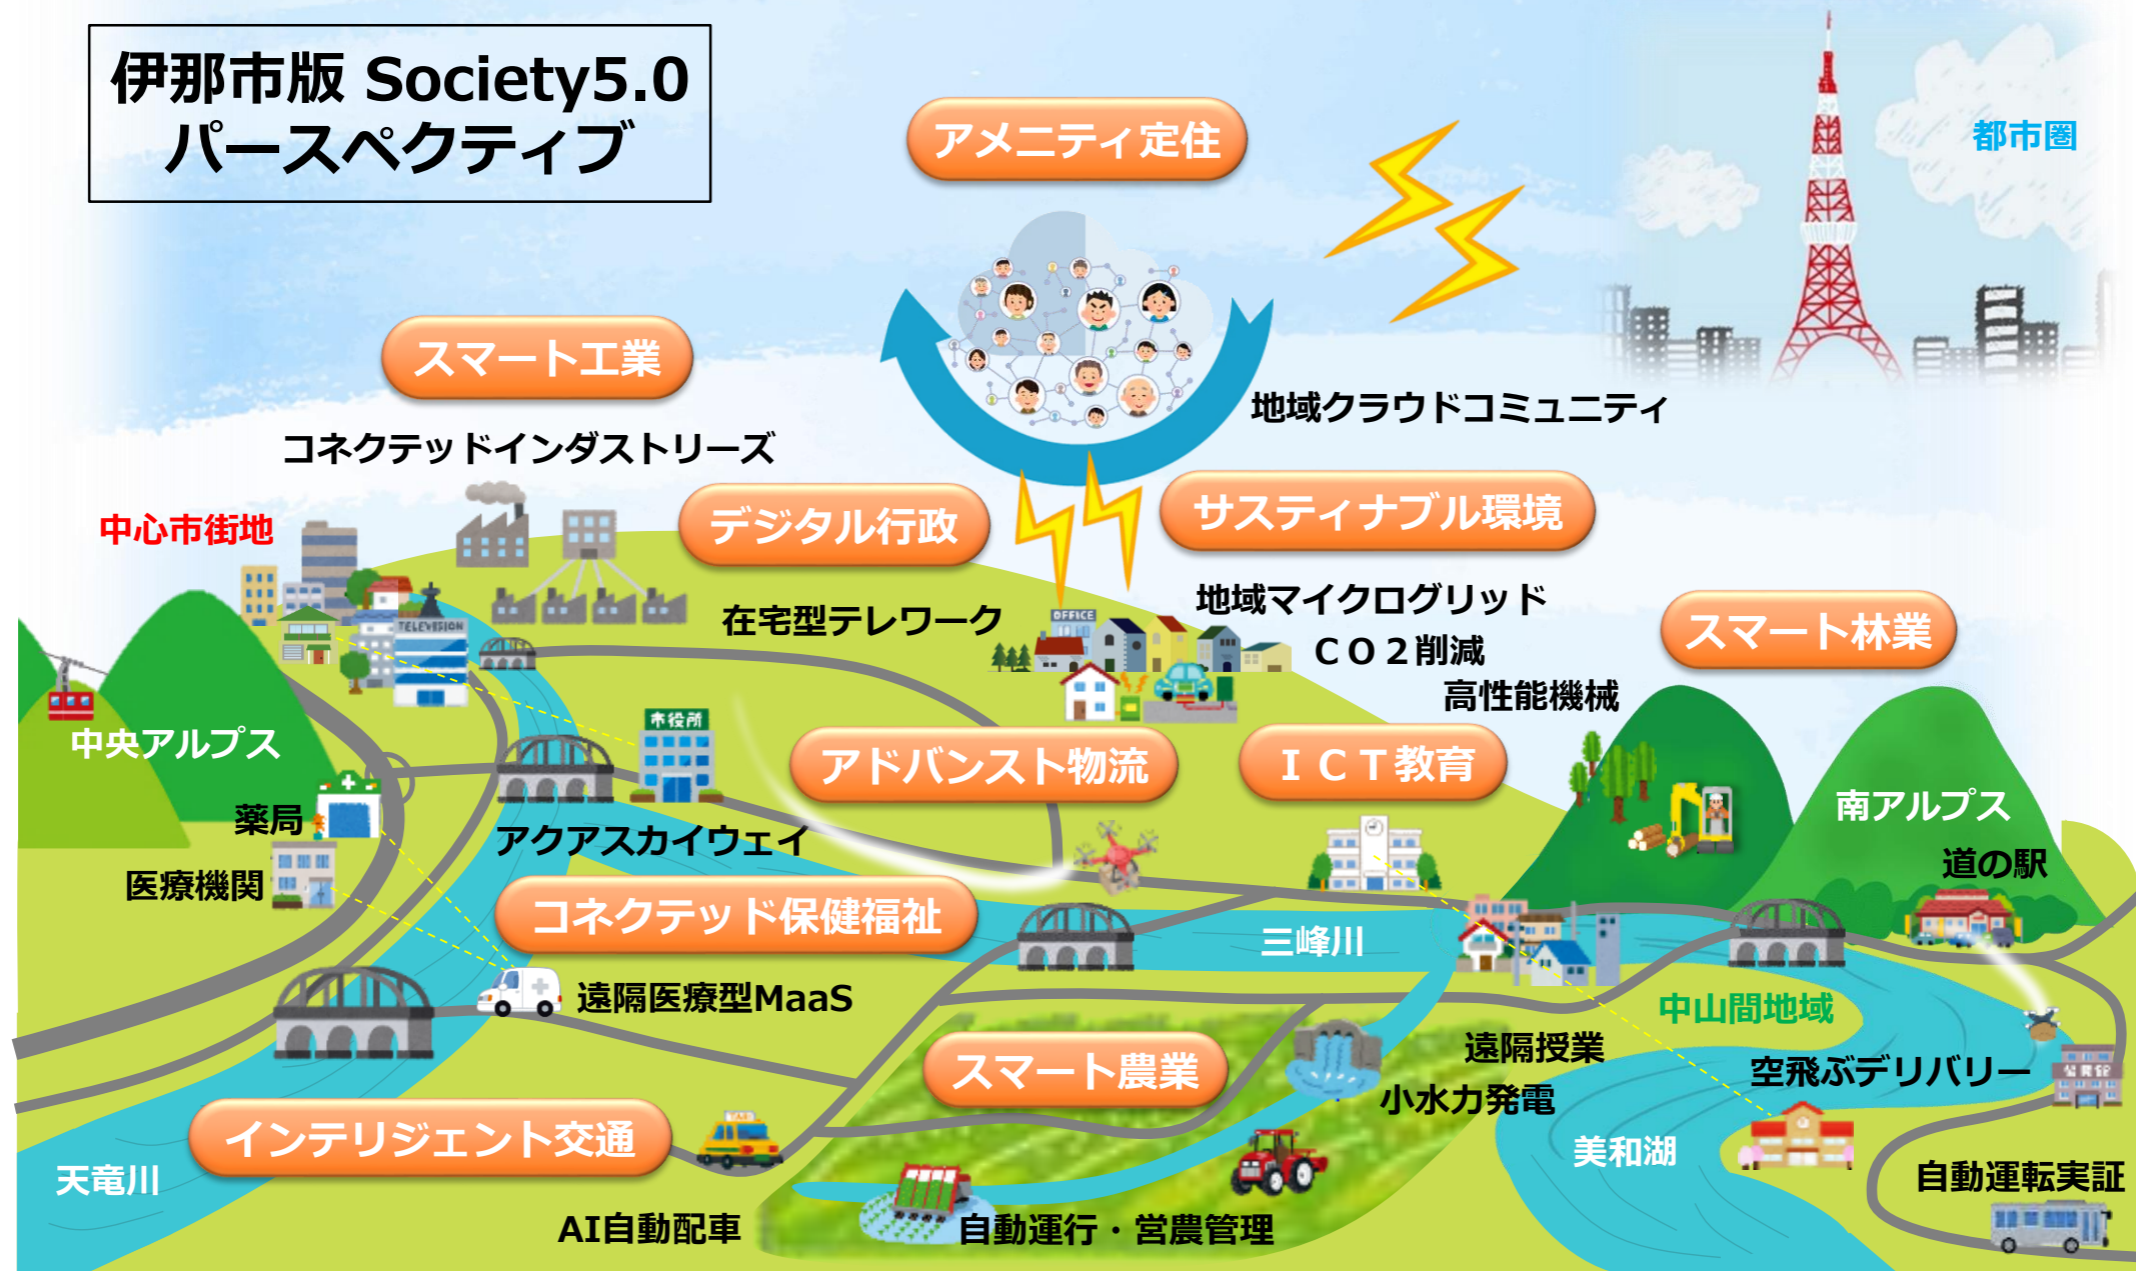 伊那市版 Society5.0
パースペクティブ
アメニティ定住
都市圏
スマート工業
コネクテッドインダストリーズ
地域クラウドコミュニティ
中心市街地
デジタル行政
サスティナブル環境
在宅型テレワーク
地域マイクログリッド
ＣＯ２削減
OFFICE
TELEVISION
スマート林業
高性能機械
市役所
中央アルプス
アドバンスト物流
ＩＣＴ教育
南アルプス
薬局
アクアスカイウェイ
道の駅
医療機関
コネクテッド保健福祉
三峰川
遠隔医療型MaaS
中山間地域
スマート農業
遠隔授業
空飛ぶデリバリー
公民館
小水力発電
インテリジェント交通
美和湖
天竜川
自動運転実証
AI自動配車
自動運行・営農管理